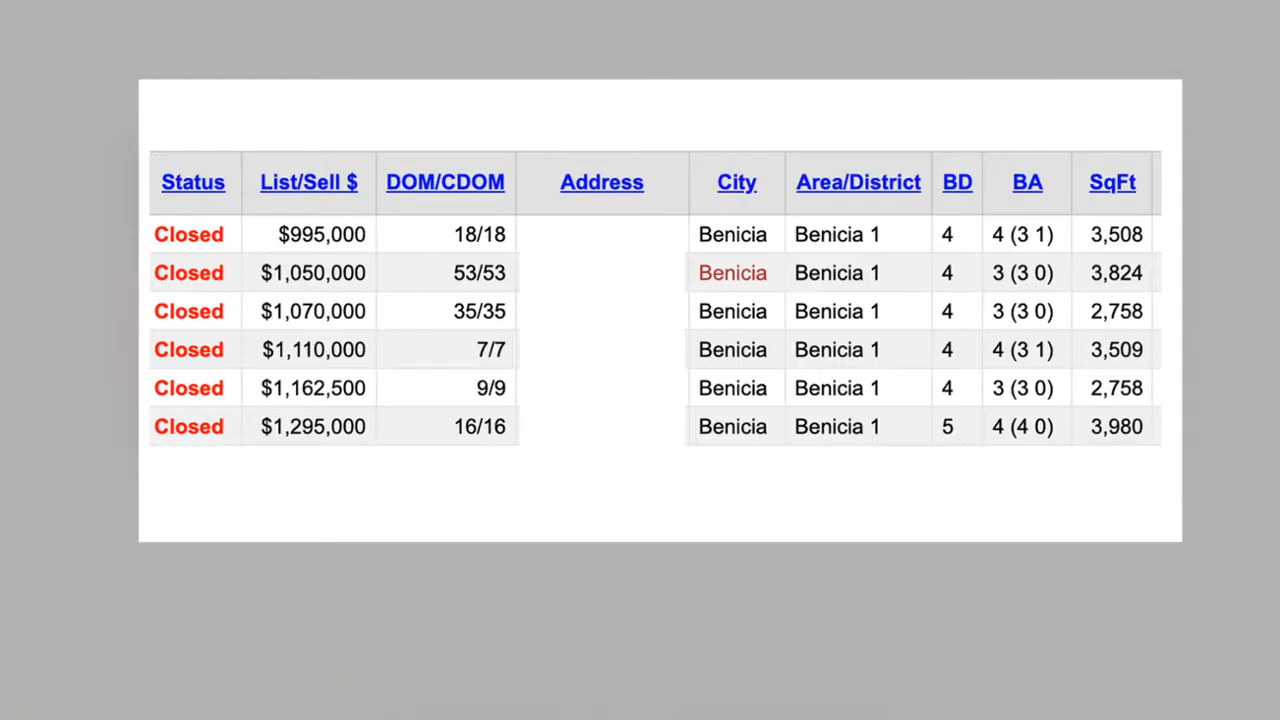 Status List/Sell $ DOM/CDOM Address City Area/District BD BA SqFt
Closed $995,000 18/18 Benicia Benicia 1 4 4 (3 1) 3,508
Closed $1,050,000 53/53 Benicia Benicia 1 4 3 (3 0) 3,824
Closed $1,070,000 35/35 Benicia Benicia 1 4 3 (3 0) 2,758
Closed $1,110,000 7/7 Benicia Benicia 1 4 4 (3 1) 3,509
Closed $1,162,500 9/9 Benicia Benicia 1 4 3 (3 0) 2,758
Closed $1,295,000 16/16 Benicia Benicia 1 5 4 (4 0) 3,980